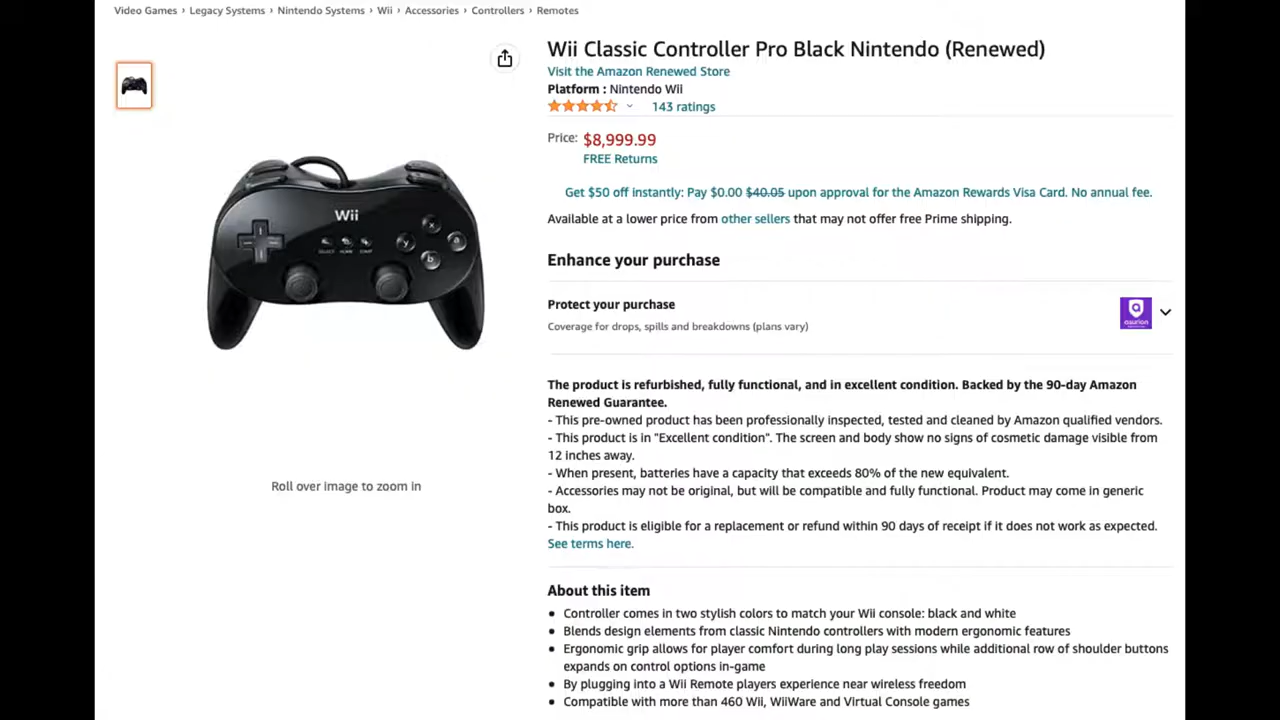 Video Games › Legacy Systems › Nintendo Systems › Wii › Accessories › Controllers › Remotes
Wii Classic Controller Pro Black Nintendo (Renewed)
Visit the Amazon Renewed Store
Platform : Nintendo Wii
143 ratings
Price: $8,999.99
FREE Returns
Get $50 off instantly: Pay $0.00 $40.05 upon approval for the Amazon Rewards Visa Card. No annual fee.
Available at a lower price from other sellers that may not offer free Prime shipping.
Enhance your purchase
Protect your purchase
Coverage for drops, spills and breakdowns (plans vary)
asurion
The product is refurbished, fully functional, and in excellent condition. Backed by the 90-day Amazon
Renewed Guarantee.
- This pre-owned product has been professionally inspected, tested and cleaned by Amazon qualified vendors.
- This product is in "Excellent condition". The screen and body show no signs of cosmetic damage visible from
12 inches away.
- When present, batteries have a capacity that exceeds 80% of the new equivalent.
- Accessories may not be original, but will be compatible and fully functional. Product may come in generic
box.
- This product is eligible for a replacement or refund within 90 days of receipt if it does not work as expected.
See terms here.
About this item
• Controller comes in two stylish colors to match your Wii console: black and white
• Blends design elements from classic Nintendo controllers with modern ergonomic features
• Ergonomic grip allows for player comfort during long play sessions while additional row of shoulder buttons
expands on control options in-game
• By plugging into a Wii Remote players experience near wireless freedom
• Compatible with more than 460 Wii, WiiWare and Virtual Console games
Wii
SELECT HOME START
x
y a
b
Roll over image to zoom in